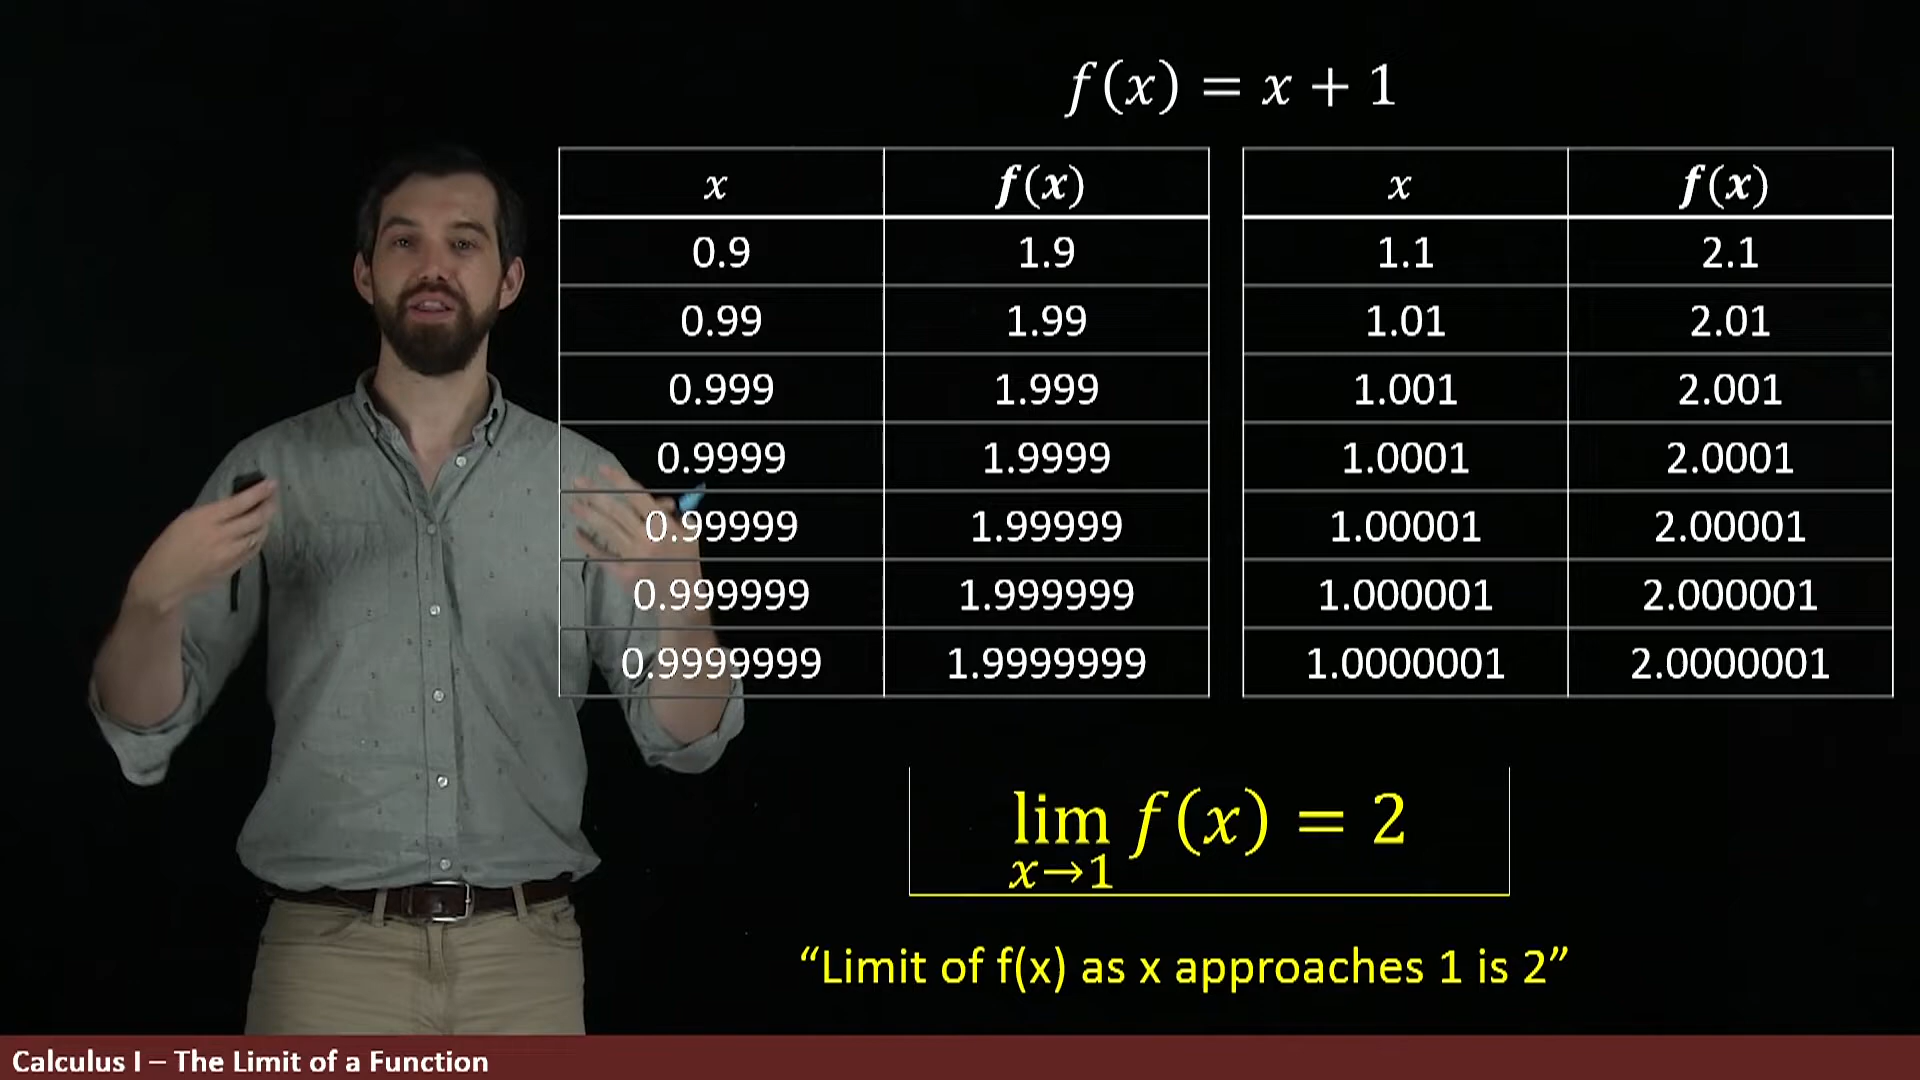 f(x) = x + 1
x f(x) x f(x)
0.9 1.9 1.1 2.1
0.99 1.99 1.01 2.01
0.999 1.999 1.001 2.001
0.9999 1.9999 1.0001 2.0001
0.99999 1.99999 1.00001 2.00001
0.999999 1.999999 1.000001 2.000001
0.9999999 1.9999999 1.0000001 2.0000001
lim f(x) = 2
x→1
“Limit of f(x) as x approaches 1 is 2”
Calculus I – The Limit of a Function